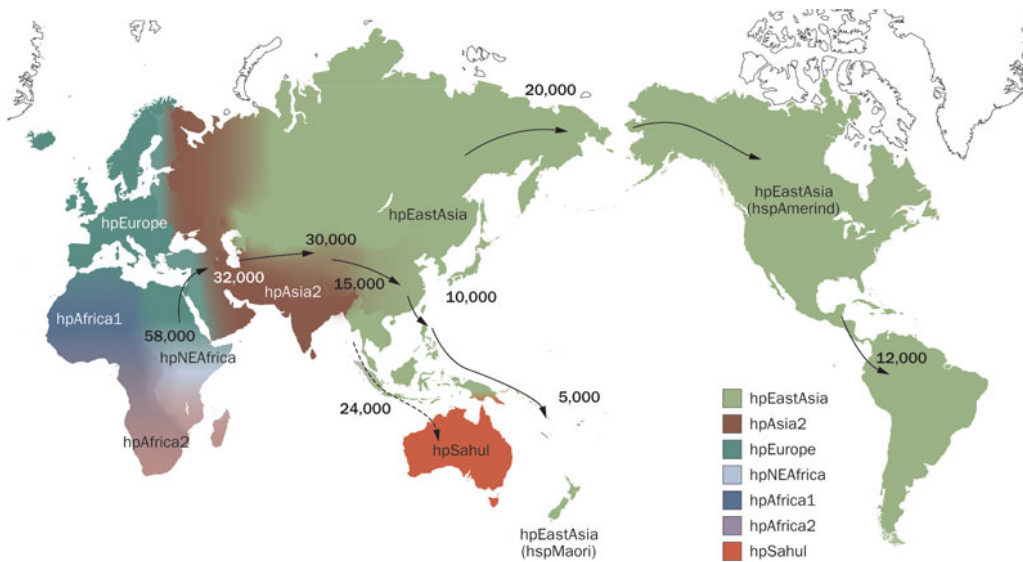 20,000
hpEastAsia
(hspAmerind)
hpEastAsia
hpEurope
30,000
32,000
15,000
hpAsia2
10,000
hpAfrica1
58,000
hpNEAfrica
12,000
24,000
5,000
hpAfrica2
hpSahul
hpEastAsia
(hspMaori)
hpEastAsia
hpAsia2
hpEurope
hpNEAfrica
hpAfrica1
hpAfrica2
hpSahul